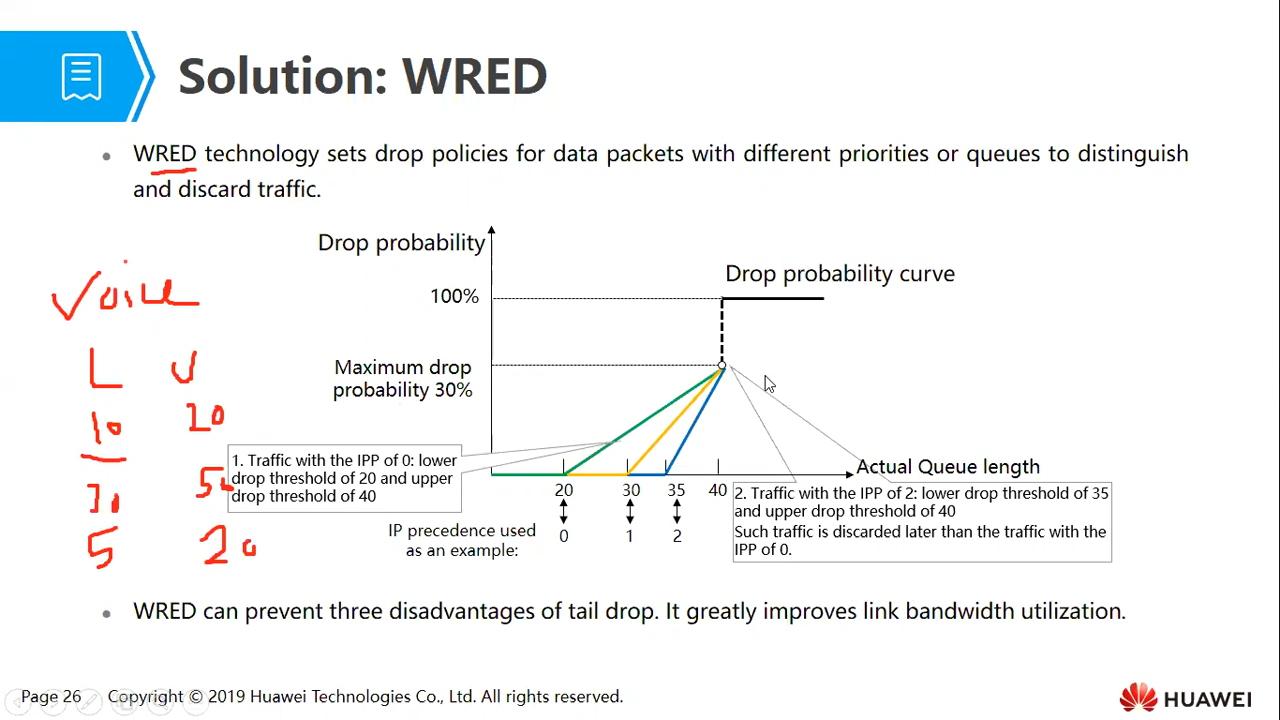 Solution: WRED
WRED technology sets drop policies for data packets with different priorities or queues to distinguish
and discard traffic.
Drop probability
Drop probability curve
100%
Voice
Maximum drop
probability 30%
L U
10 20
30 50
5 20
1. Traffic with the IPP of 0: lower
drop threshold of 20 and upper
drop threshold of 40
Actual Queue length
20 30 35 40
2. Traffic with the IPP of 2: lower drop threshold of 35
and upper drop threshold of 40
Such traffic is discarded later than the traffic with the
IPP of 0.
IP precedence used
as an example:
0 1 2
WRED can prevent three disadvantages of tail drop. It greatly improves link bandwidth utilization.
Page 26 Copyright © 2019 Huawei Technologies Co., Ltd. All rights reserved.
HUAWEI